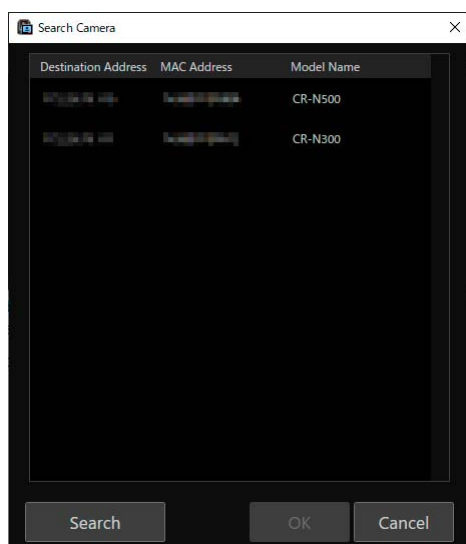 Search Camera
Destination Address MAC Address Model Name
CR-N500
CR-N300
Search OK Cancel